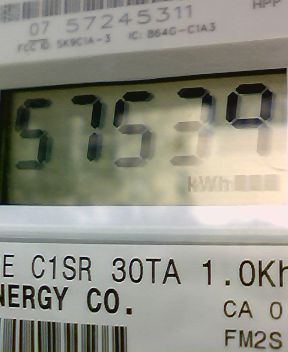 HPP
07 57245311
FCC ID: SK9C1A-3 IC: 864G-C1A3
57539
kWh
E C1SR 30TA 1.0Kh
NERGY CO.
CA 0
FM2S